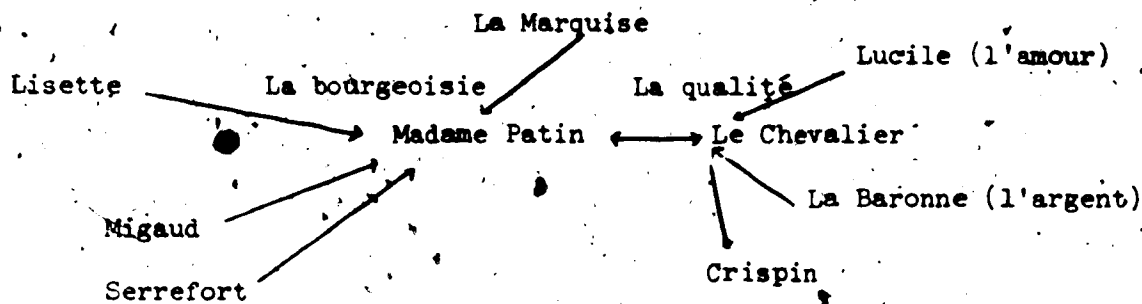 La Marquise
Lucile (l'amour)
Lisette
La bourgeoisie
La qualité
Madame Patin
Le Chevalier
La Baronne (l'argent)
Migaud
Crispin
Serrefort